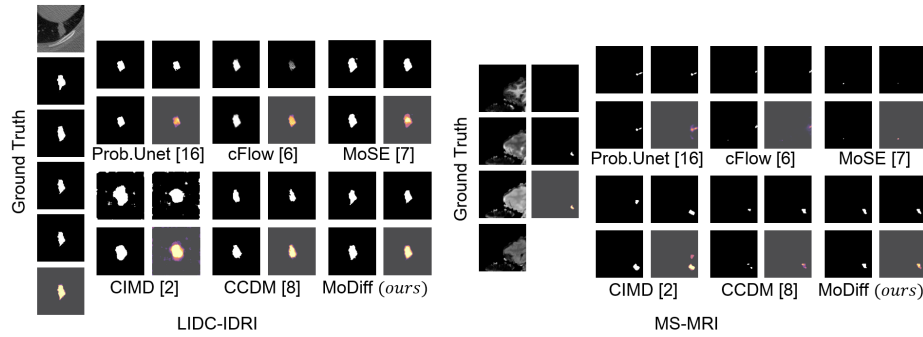 Ground Truth
Prob.Unet [16]
cFlow [6]
MoSE [7]
CIMD [2]
CCDM [8]
MoDiff (ours)
LIDC-IDRI
Ground Truth
Prob.Unet [16]
cFlow [6]
MoSE [7]
CIMD [2]
CCDM [8]
MoDiff (ours)
MS-MRI